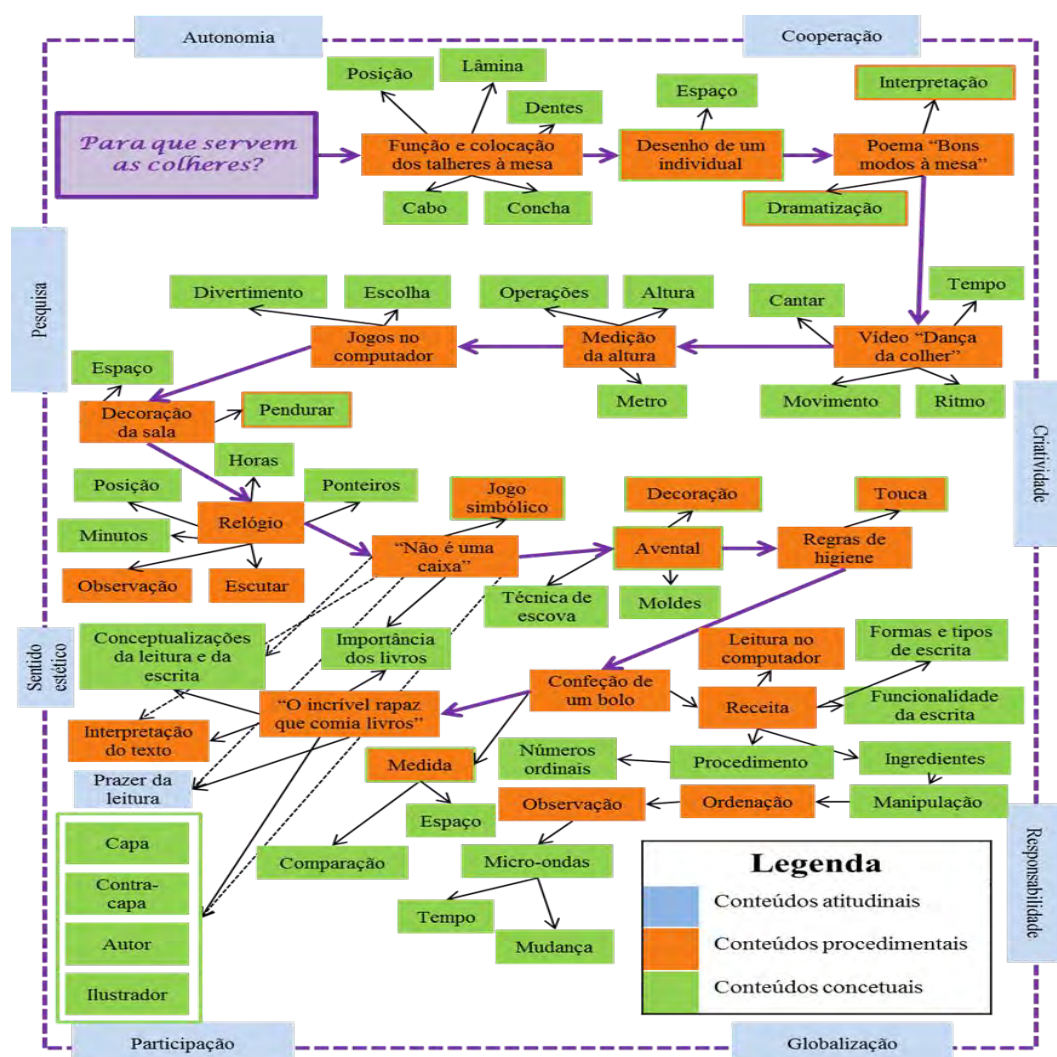 Autonomia
Cooperação
Posição
Lâmina
Dentes
Espaço
Interpretação
Para que servem
as colheres?
Função e colocação
dos talheres à mesa
Desenho de um
individual
Poema “Bons
modos à mesa”
Cabo
Concha
Dramatização
Pesquisa
Divertimento
Escolha
Operações
Altura
Cantar
Tempo
Jogos no
computador
Medição
da altura
Vídeo “Dança
da colher”
Metro
Movimento
Ritmo
Criatividade
Espaço
Decoração
da sala
Pendurar
Horas
Posição
Ponteiros
Minutos
Relógio
Observação
Escutar
Jogo
simbólico
“Não é uma
caixa”
Decoração
Avental
Técnica de
escova
Moldes
Touca
Regras de
higiene
Sentido
estético
Conceptualizações
da leitura e da
escrita
Importância
dos livros
Leitura no
computador
Formas e tipos
de escrita
Confeção de
um bolo
Receita
Funcionalidade
da escrita
“O incrível rapaz
que comia livros”
Interpretação
do texto
Prazer da
leitura
Medida
Números
ordinais
Procedimento
Ingredientes
Espaço
Observação
Ordenação
Manipulação
Comparação
Micro-ondas
Tempo
Mudança
Capa
Contra-
capa
Autor
Ilustrador
Legenda
Conteúdos atitudinais
Conteúdos procedimentais
Conteúdos concetuais
Responsabilidade
Participação
Globalização